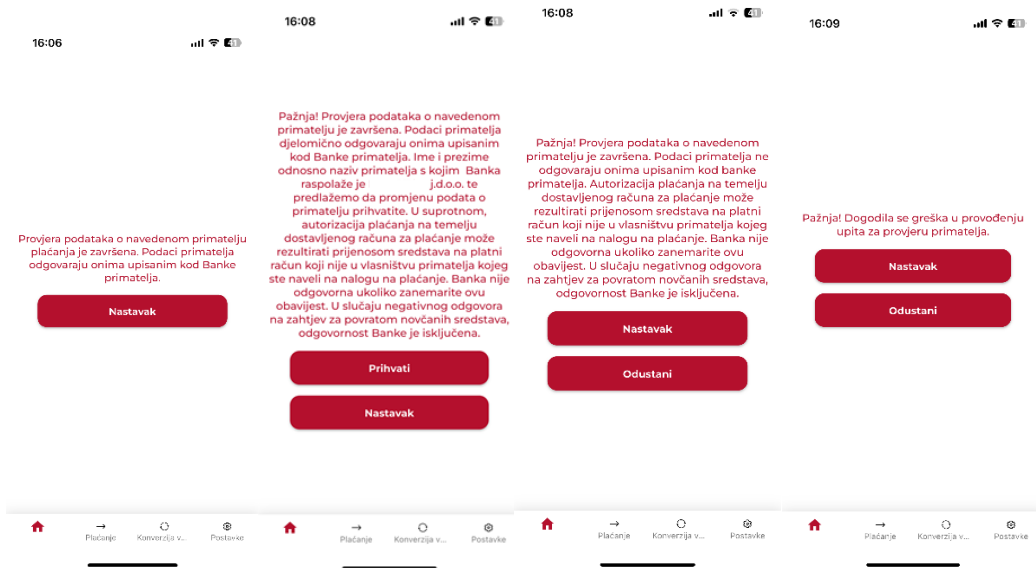 16:06
41
Provjera podataka o navedenom primatelju
plaćanja je završena. Podaci primatelja
odgovaraju onima upisanim kod Banke
primatelja.
Nastavak
Plaćanje
Konverzija v...
Postavke
16:08
41
Pažnja! Provjera podataka o navedenom
primatelju je završena. Podaci primatelja
djelomično odgovaraju onima upisanim
kod Banke primatelja. Ime i prezime
odnosno naziv primatelja s kojim Banka
raspolaže je j.d.o.o. te
predlažemo da promjenu podata o
primatelju prihvatite. U suprotnom,
autorizacija plaćanja na temelju
dostavljenog računa za plaćanje može
rezultirati prijenosom sredstava na platni
račun koji nije u vlasništvu primatelja kojeg
ste naveli na nalogu na plaćanje. Banka nije
odgovorna ukoliko zanemarite ovu
obavijest. U slučaju negativnog odgovora
na zahtjev za povratom novčanih sredstava,
odgovornost Banke je isključena.
Prihvati
Nastavak
Plaćanje
Konverzija v...
Postavke
16:08
41
Pažnja! Provjera podataka o navedenom
primatelju je završena. Podaci primatelja ne
odgovaraju onima upisanim kod banke
primatelja. Autorizacija plaćanja na temelju
dostavljenog računa za plaćanje može
rezultirati prijenosom sredstava na platni
račun koji nije u vlasništvu primatelja kojeg
ste naveli na nalogu na plaćanje. Banka nije
odgovorna ukoliko zanemarite ovu
obavijest. U slučaju negativnog odgovora
na zahtjev za povratom novčanih sredstava,
odgovornost Banke je isključena.
Nastavak
Odustani
Plaćanje
Konverzija v...
Postavke
16:09
41
Pažnja! Dogodila se greška u provođenju
upita za provjeru primatelja.
Nastavak
Odustani
Plaćanje
Konverzija v...
Postavke